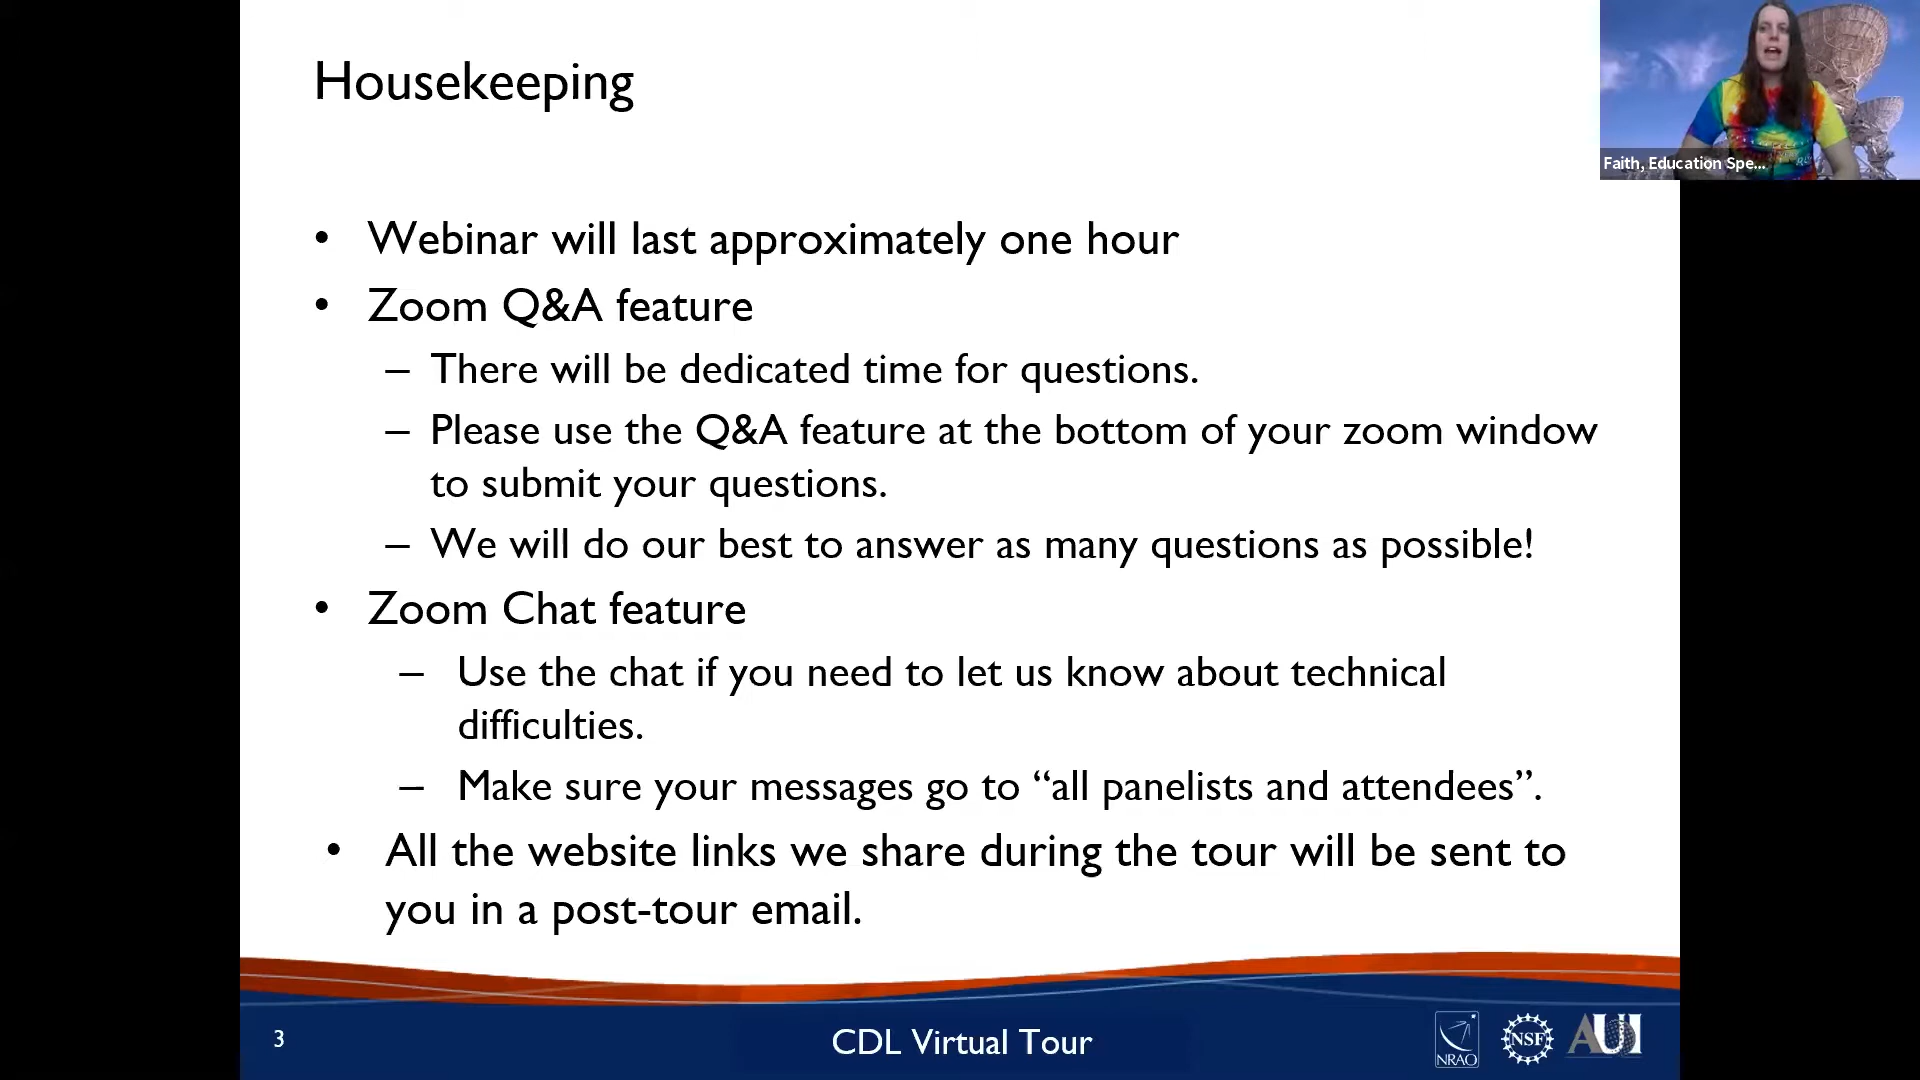 Housekeeping
Faith, Education Spe...
• Webinar will last approximately one hour
• Zoom Q&A feature
– There will be dedicated time for questions.
– Please use the Q&A feature at the bottom of your zoom window
to submit your questions.
– We will do our best to answer as many questions as possible!
• Zoom Chat feature
– Use the chat if you need to let us know about technical
difficulties.
– Make sure your messages go to “all panelists and attendees”.
• All the website links we share during the tour will be sent to
you in a post-tour email.
3
CDL Virtual Tour
NRAO
NSF
AUI